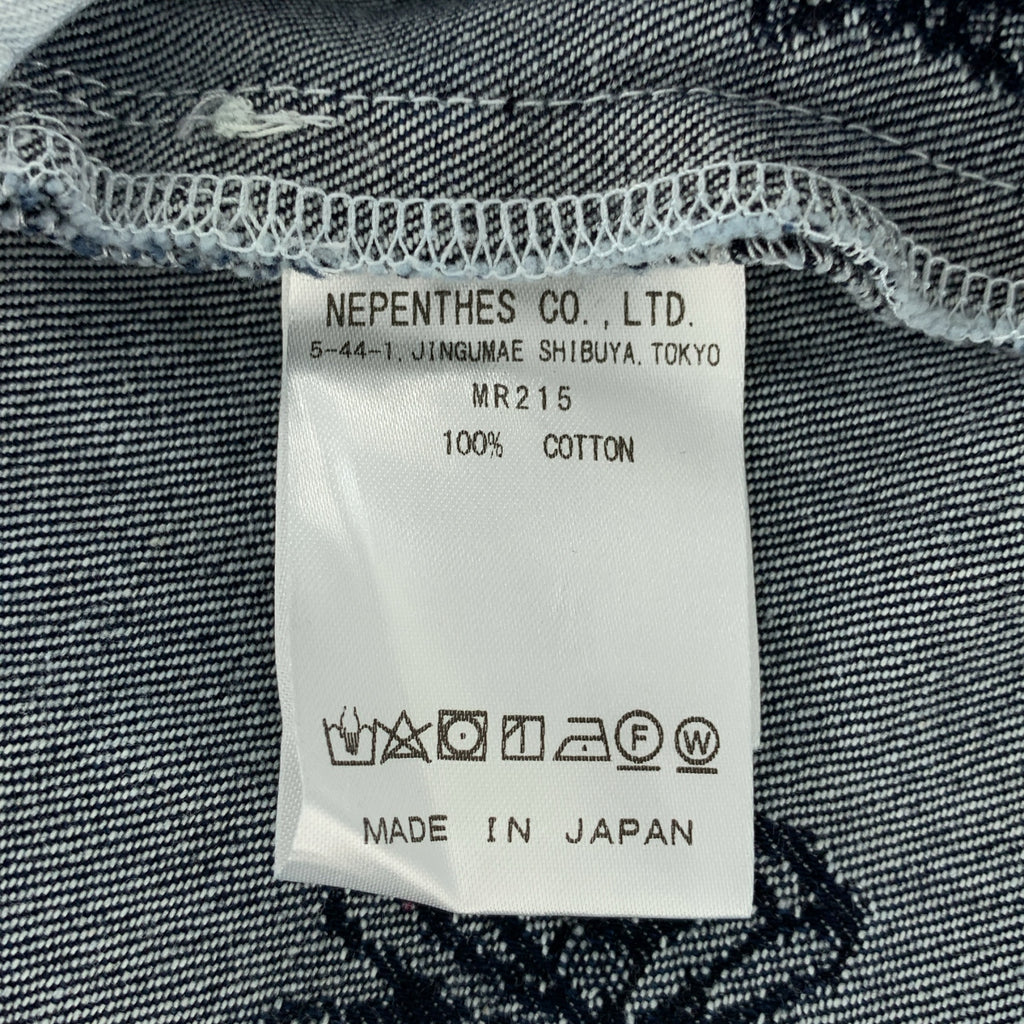 NEPENTHES CO.,LTD.
5-44-1, JINGUMAE SHIBUYA, TOKYO
MR215
100% COTTON
F W
MADE IN JAPAN